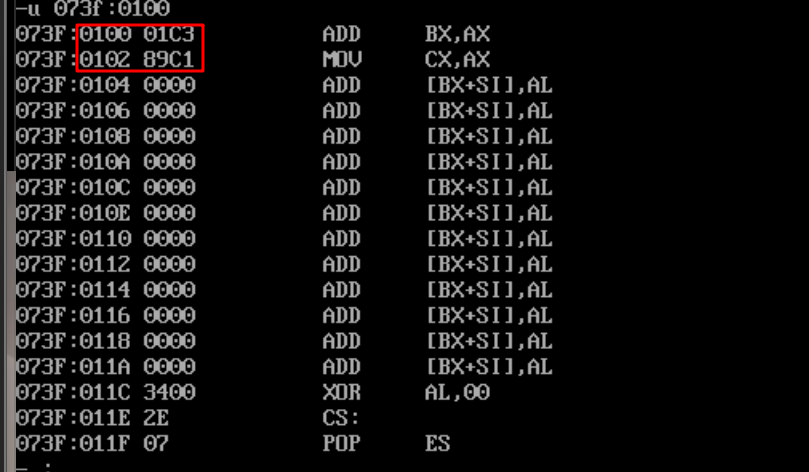 -u 073f:0100
073F:0100 01C3 ADD BX,AX
073F:0102 89C1 MOV CX,AX
073F:0104 0000 ADD [BX+SI],AL
073F:0106 0000 ADD [BX+SI],AL
073F:0108 0000 ADD [BX+SI],AL
073F:010A 0000 ADD [BX+SI],AL
073F:010C 0000 ADD [BX+SI],AL
073F:010E 0000 ADD [BX+SI],AL
073F:0110 0000 ADD [BX+SI],AL
073F:0112 0000 ADD [BX+SI],AL
073F:0114 0000 ADD [BX+SI],AL
073F:0116 0000 ADD [BX+SI],AL
073F:0118 0000 ADD [BX+SI],AL
073F:011A 0000 ADD [BX+SI],AL
073F:011C 3400 XOR AL,00
073F:011E 2E CS:
073F:011F 07 POP ES